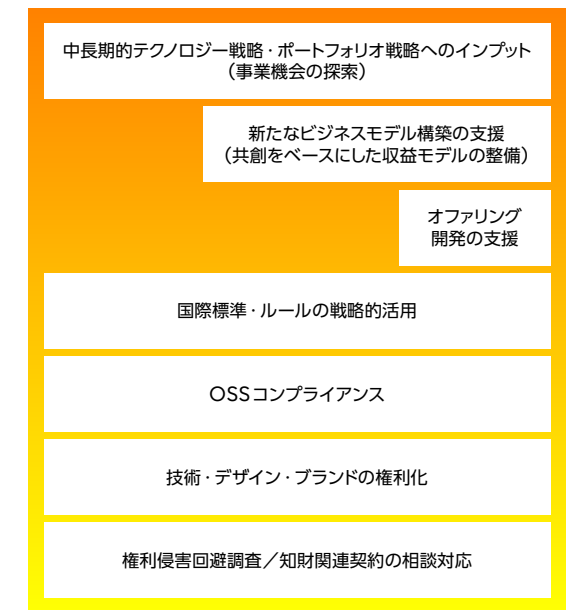 中長期的テクノロジー戦略・ポートフォリオ戦略へのインプット
（事業機会の探索）
新たなビジネスモデル構築の支援
（共創をベースにした収益モデルの整備）
オファリング
開発の支援
国際標準・ルールの戦略的活用
OSSコンプライアンス
技術・デザイン・ブランドの権利化
権利侵害回避調査／知財関連契約の相談対応